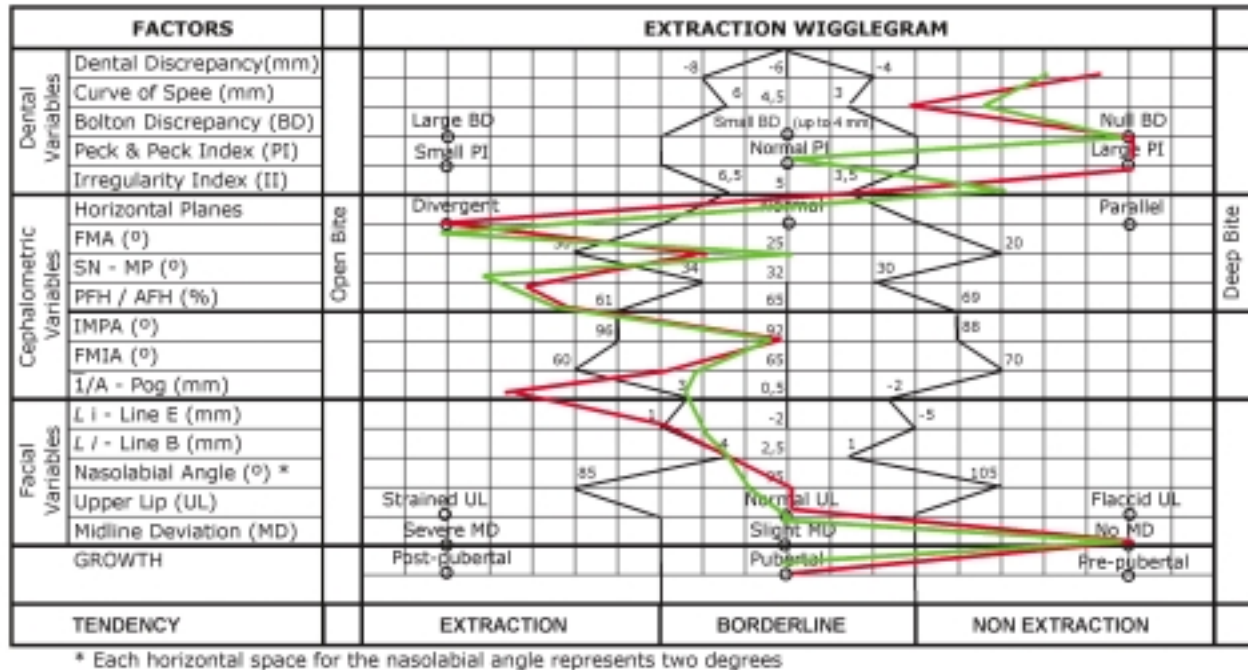 FACTORS EXTRACTION WIGGLEGRAM
Dental Variables
Cephalometric Variables
Facial Variables
Open Bite
Deep Bite
Dental Discrepancy(mm) -8 -6 -4
Curve of Spee (mm) 6 4,5 3
Bolton Discrepancy (BD) Large BD Small BD (up to 4 mm) Null BD
Peck & Peck Index (PI) Small PI Normal PI Large PI
Irregularity Index (II) 6,5 5 3,5
Horizontal Planes Divergent Normal Parallel
FMA (º) 30 25 20
SN - MP (º) 34 32 30
PFH / AFH (%) 61 65 69
IMPA (º) 96 92 88
FMIA (º) 60 65 70
1/A - Pog (mm) 3 0,5 -2
L i - Line E (mm) 1 -2 -5
L i - Line B (mm) 4 2,5 1
Nasolabial Angle (º) * 85 95 105
Upper Lip (UL) Strained UL Normal UL Flaccid UL
Midline Deviation (MD) Severe MD Slight MD No MD
GROWTH Post-pubertal Pubertal Pre-pubertal
TENDENCY EXTRACTION BORDERLINE NON EXTRACTION
* Each horizontal space for the nasolabial angle represents two degrees